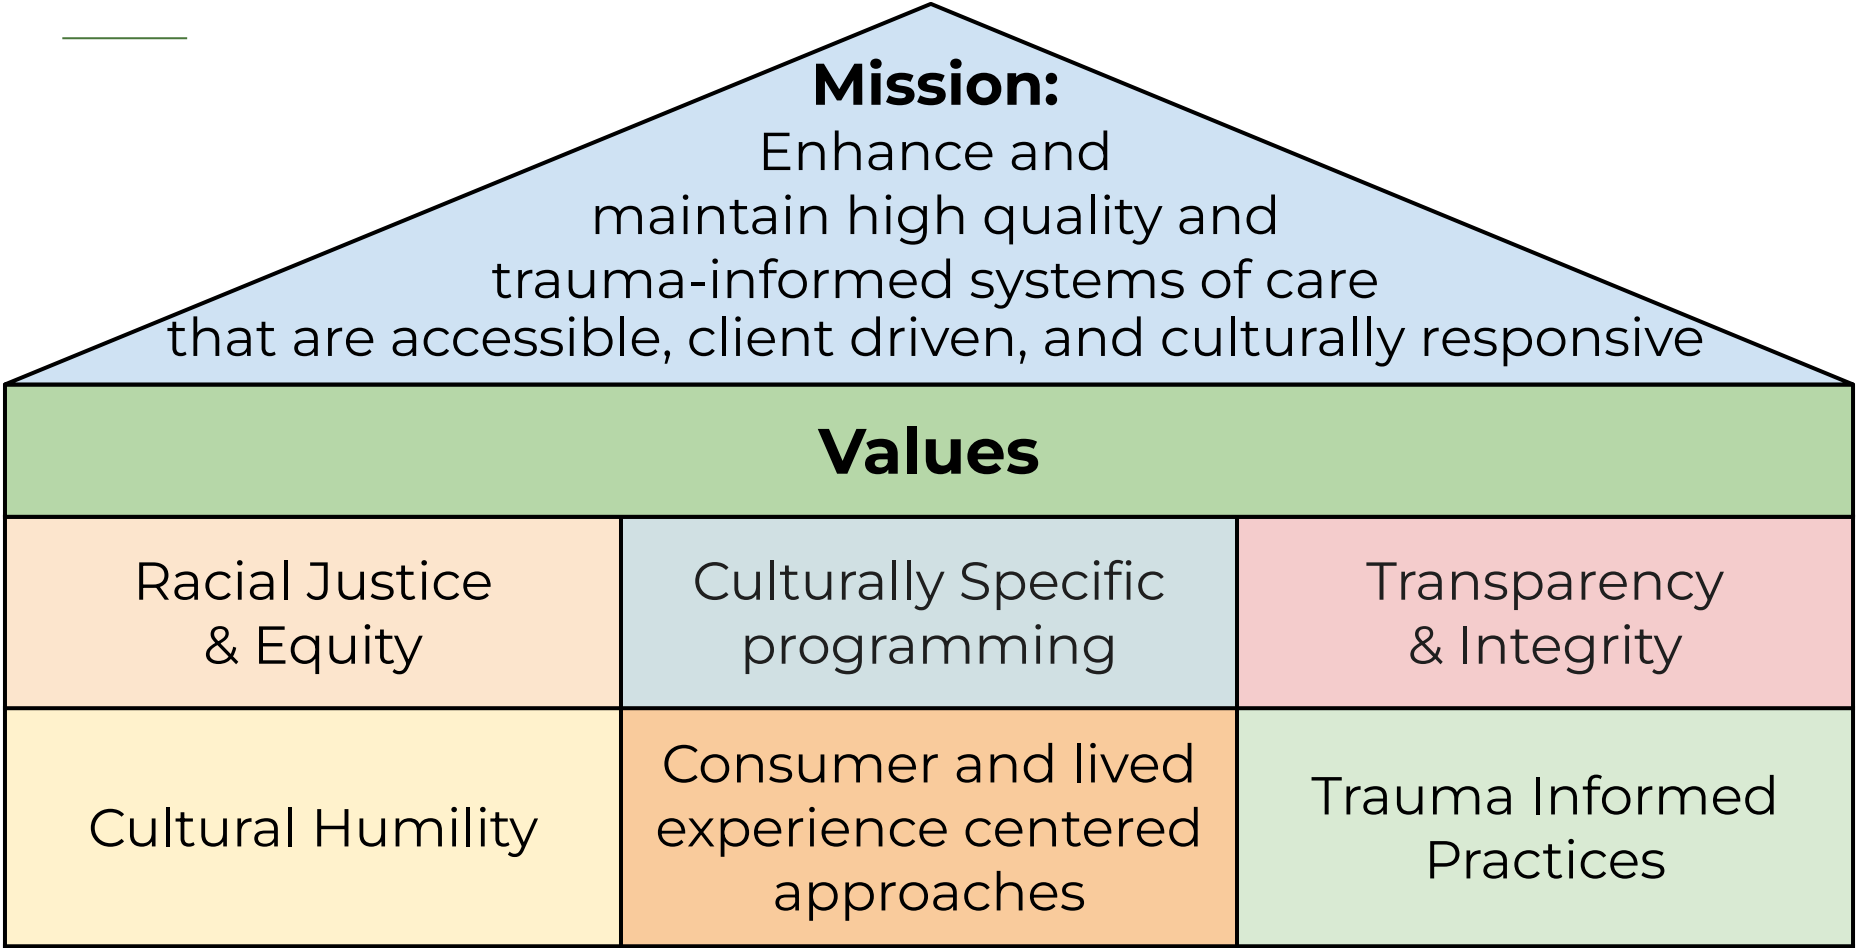 Mission:
Enhance and
maintain high quality and
trauma-informed systems of care
that are accessible, client driven, and culturally responsive
Values
Racial Justice
& Equity
Culturally Specific
programming
Transparency
& Integrity
Cultural Humility
Consumer and lived
experience centered
approaches
Trauma Informed
Practices